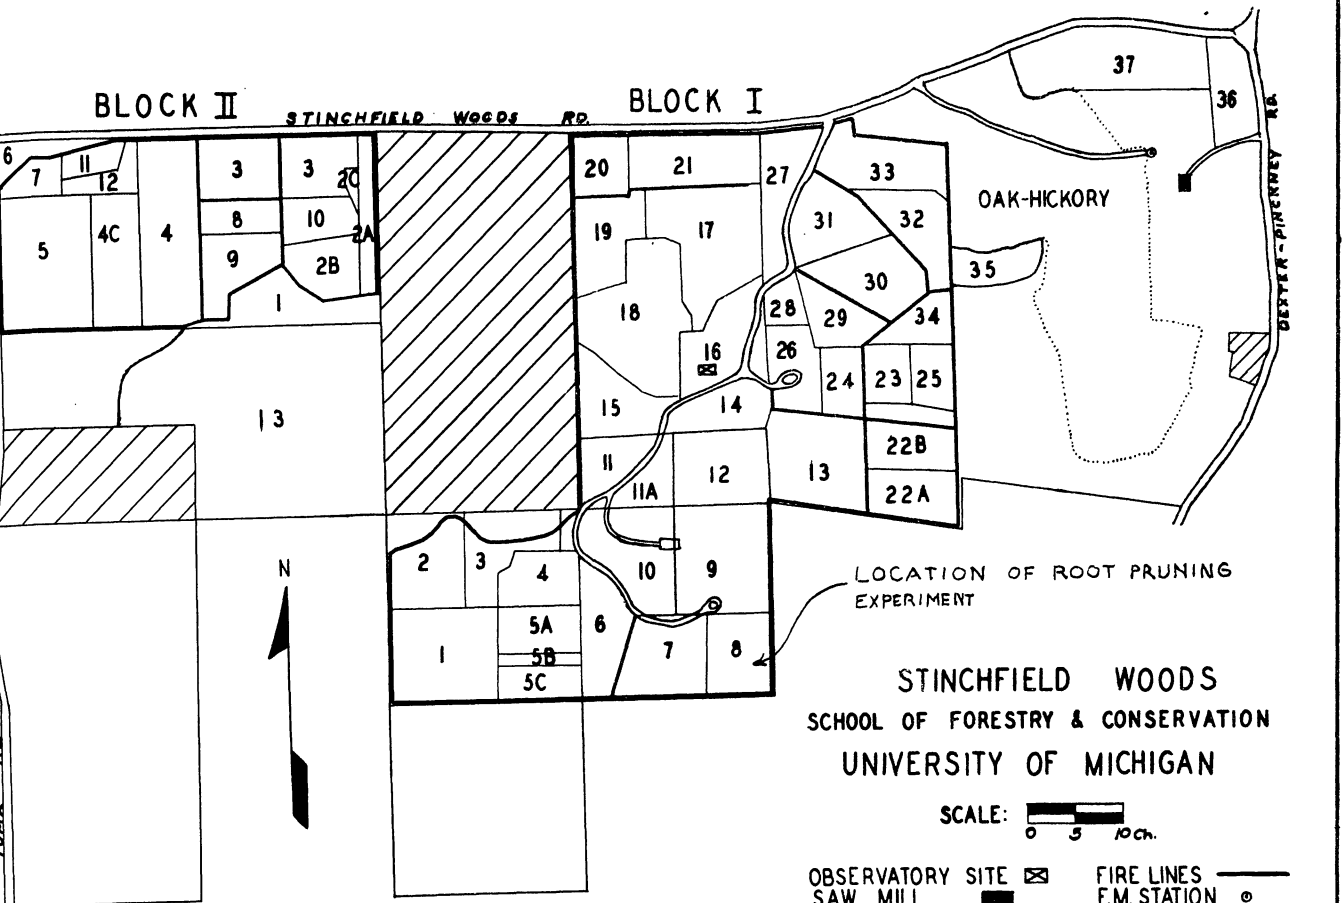 BLOCK II
BLOCK I
STINCHFIELD WOODS RD.
37
36
DEXTER-PINCKNEY RD.
6
7
11
12
3
3
2C
20
21
27
33
OAK-HICKORY
5
4C
4
8
10
2A
19
17
31
32
9
2B
35
1
18
28
29
30
34
16
26
24
23
25
13
15
14
22B
11
11A
12
13
22A
N
2
3
4
10
9
LOCATION OF ROOT PRUNING
EXPERIMENT
1
5A
5B
5C
6
7
8
STINCHFIELD WOODS
SCHOOL OF FORESTRY & CONSERVATION
UNIVERSITY OF MICHIGAN
SCALE:
0 5 10 Ch.
OBSERVATORY SITE
FIRE LINES
SAW MILL
F.M. STATION